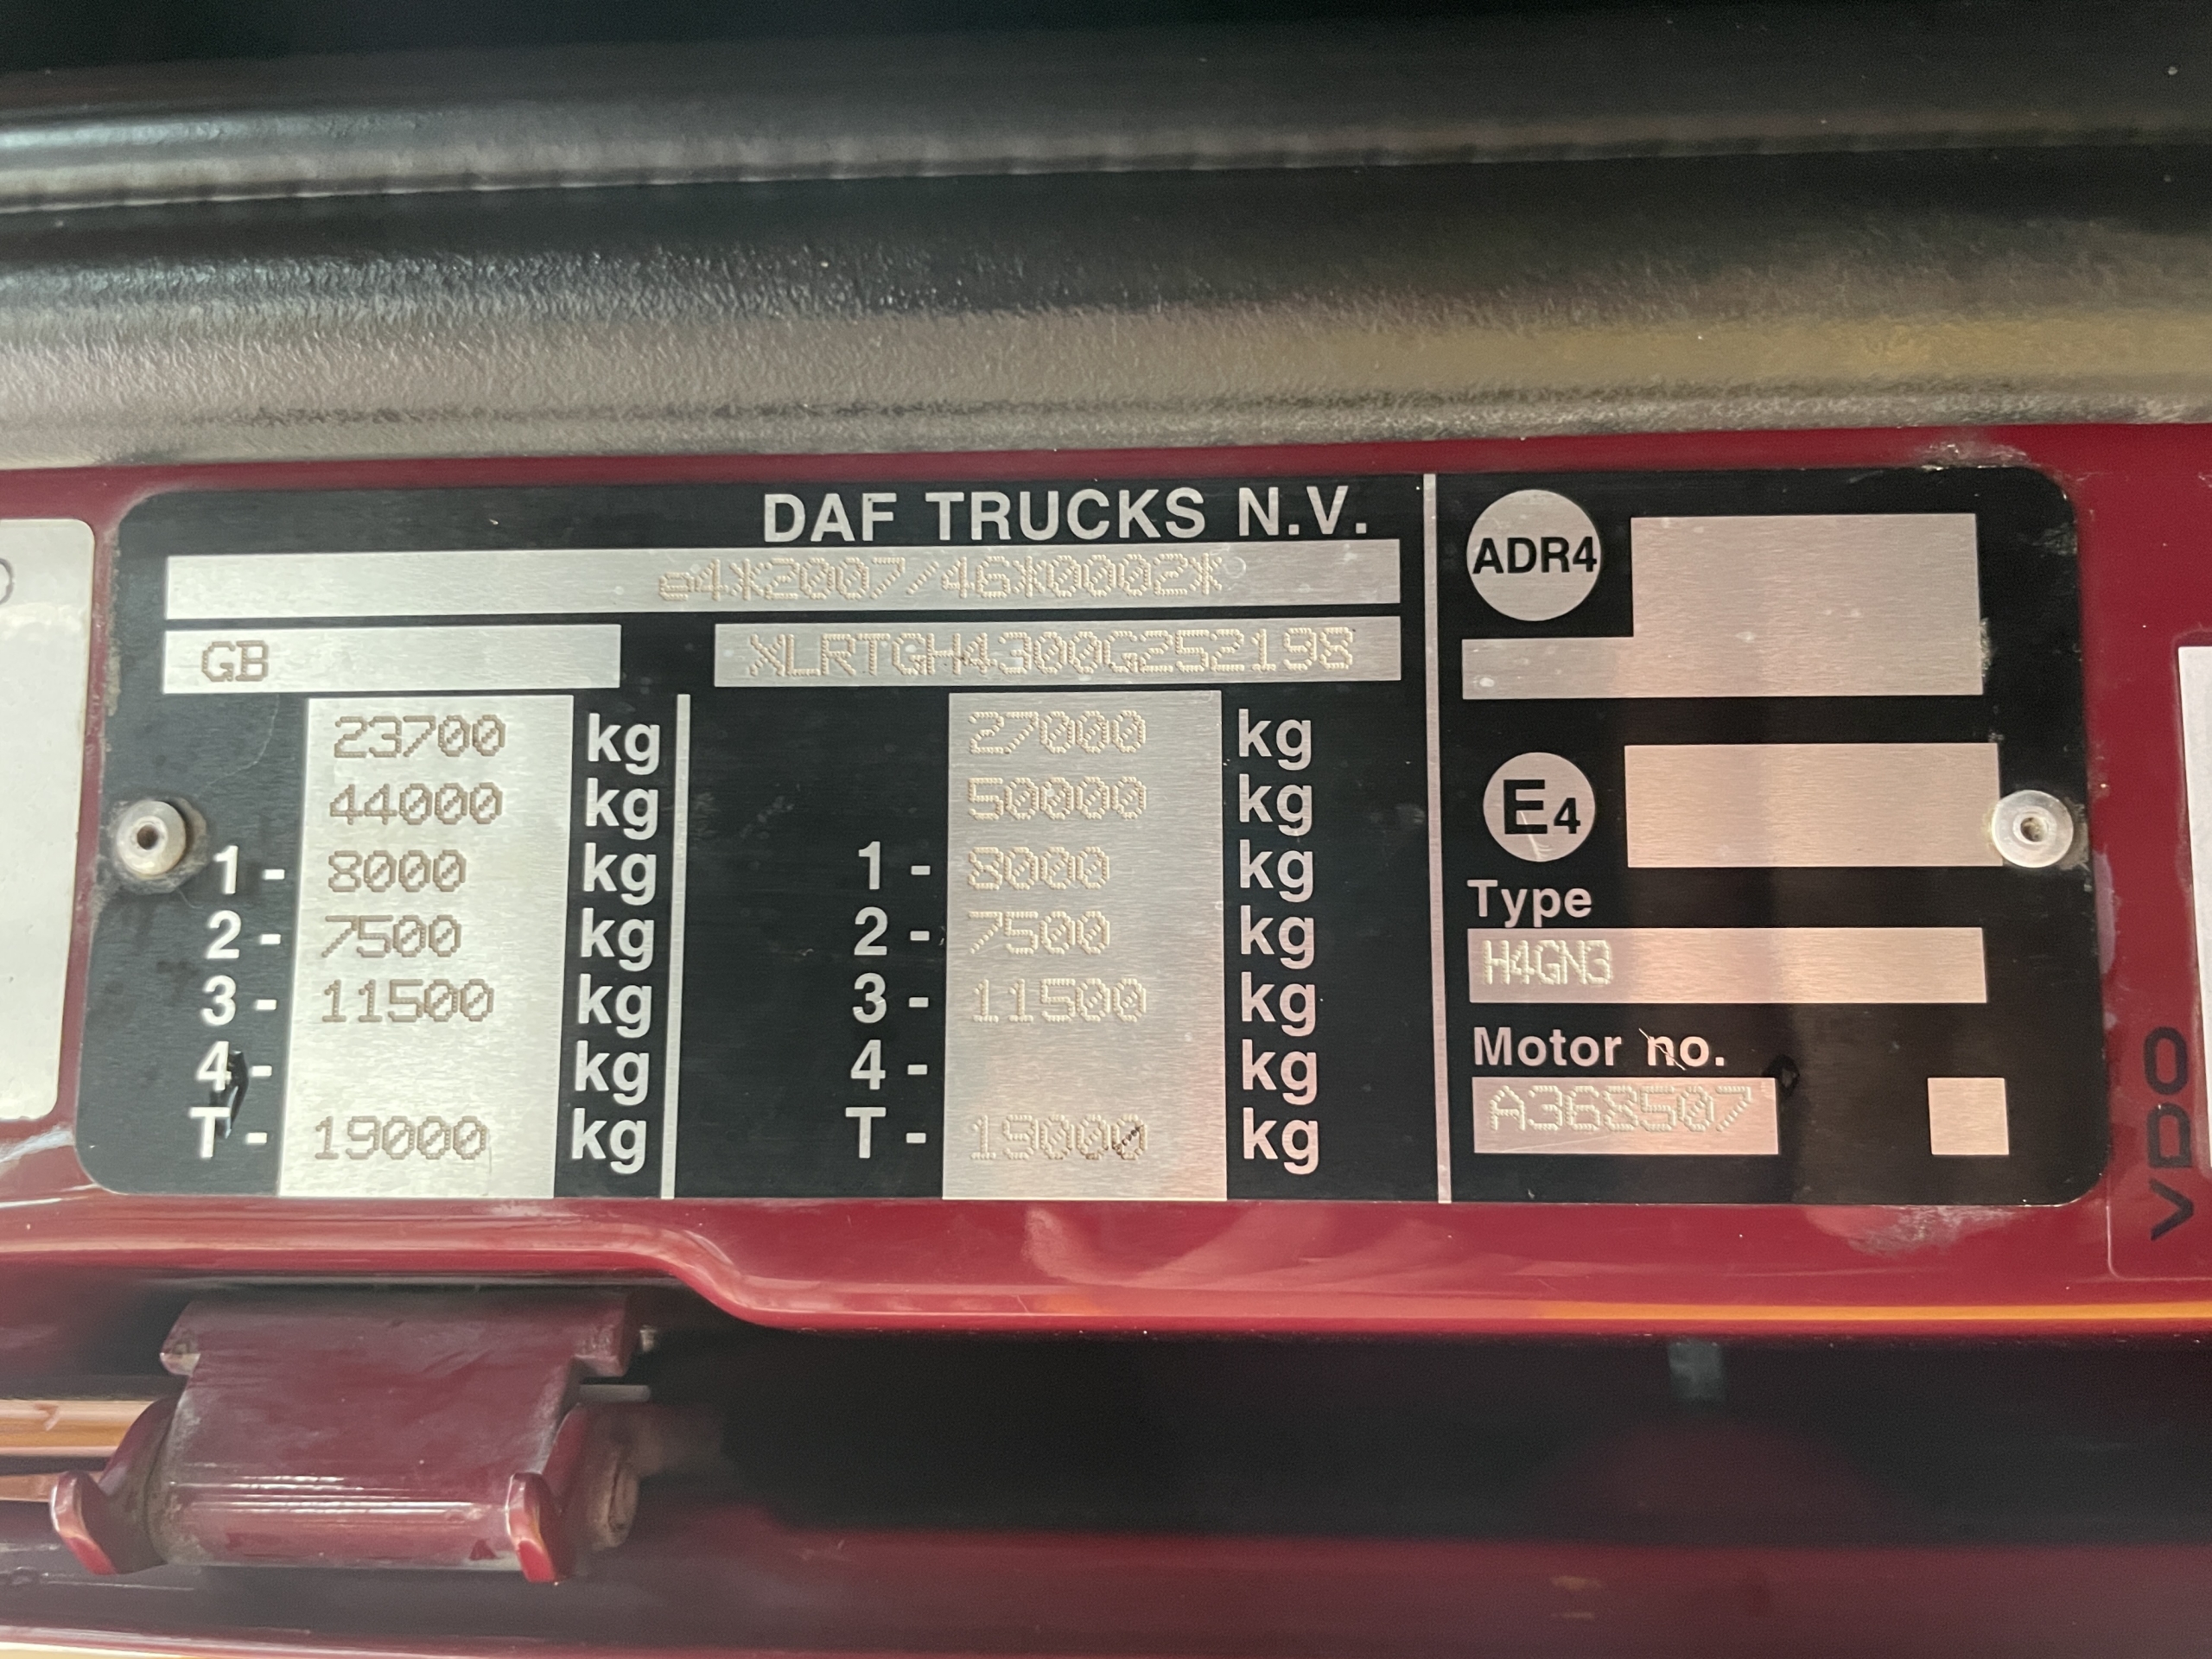 DAF TRUCKS N.V.
e4*2007/46*0002*
GB
XLRTGH4300G252198
23700 kg
44000 kg
1 - 8000 kg
2 - 7500 kg
3 - 11500 kg
4 - kg
T - 19000 kg
27000 kg
50000 kg
1 - 8000 kg
2 - 7500 kg
3 - 11500 kg
4 - kg
T - 19000 kg
ADR4
E4
Type
H4GN3
Motor no.
A368507
VDO